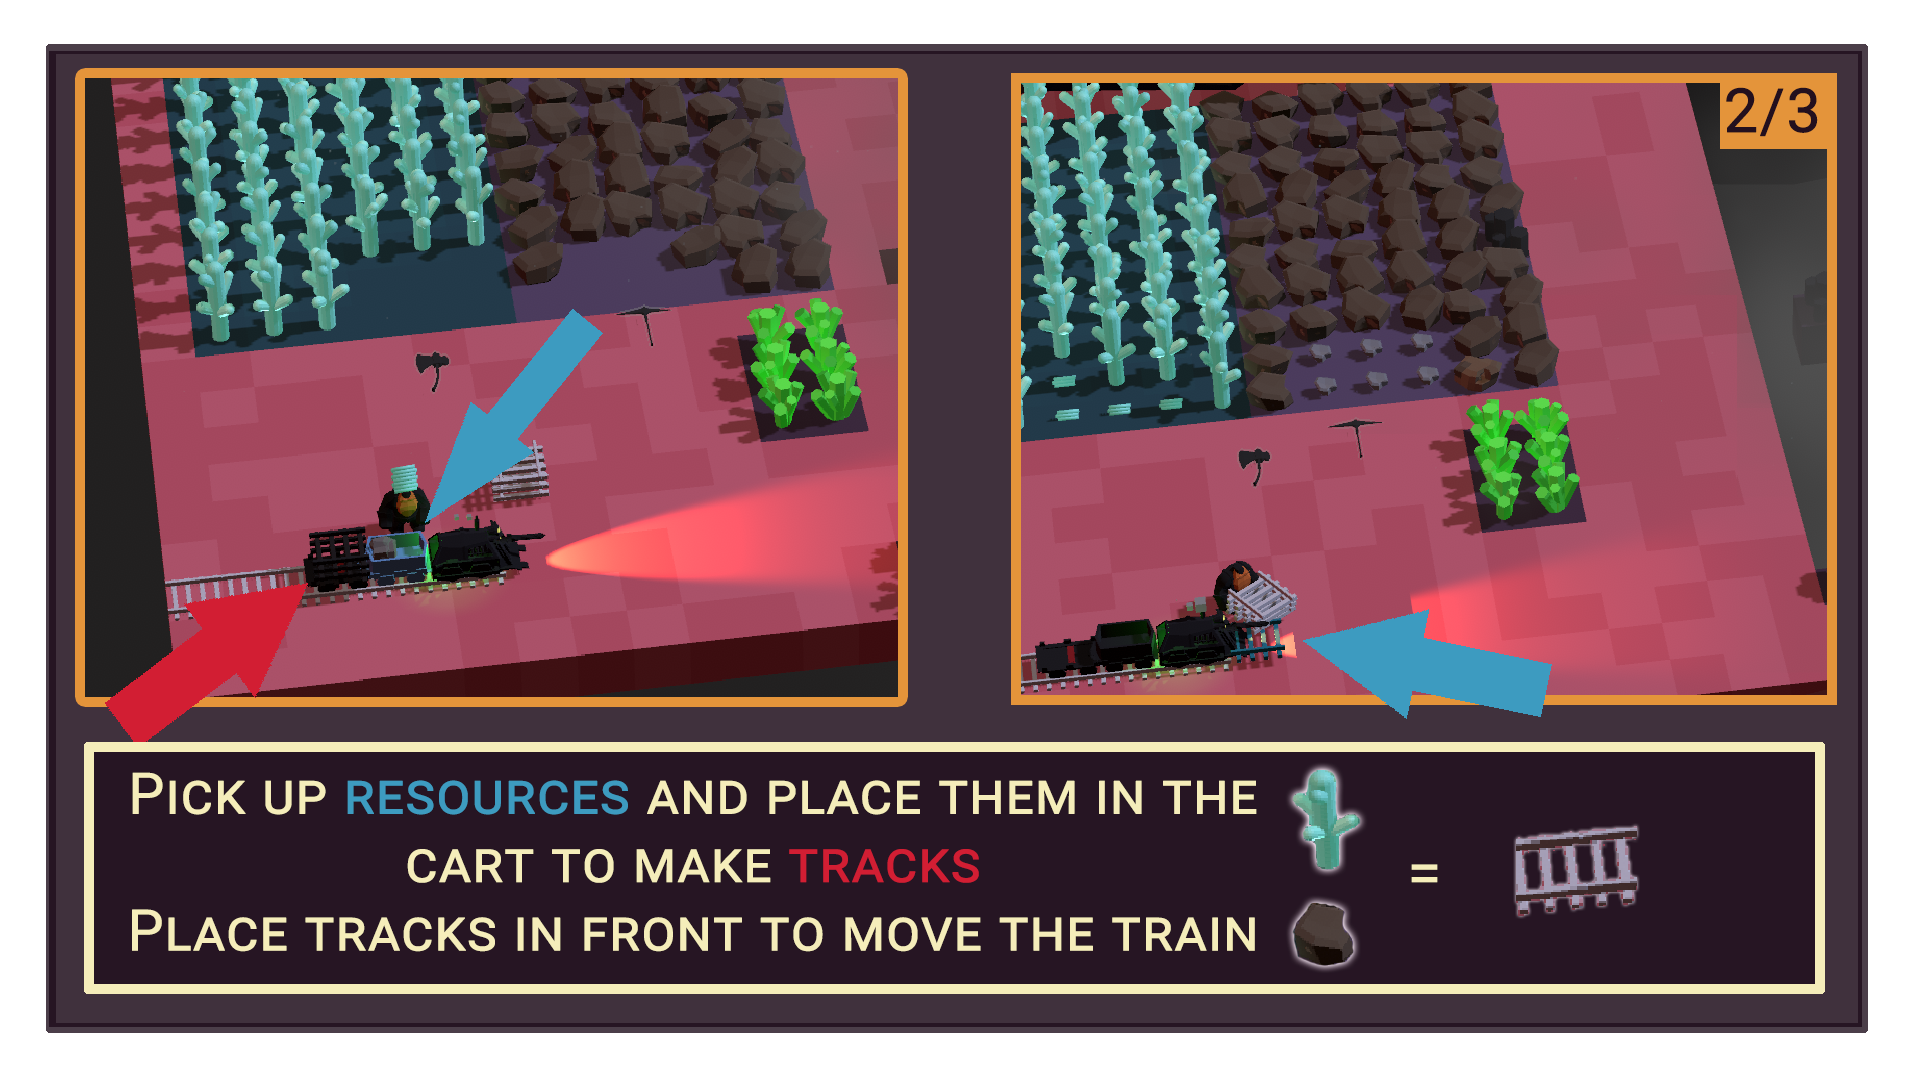 2/3
Pick up resources and place them in the
cart to make tracks
Place tracks in front to move the train
=